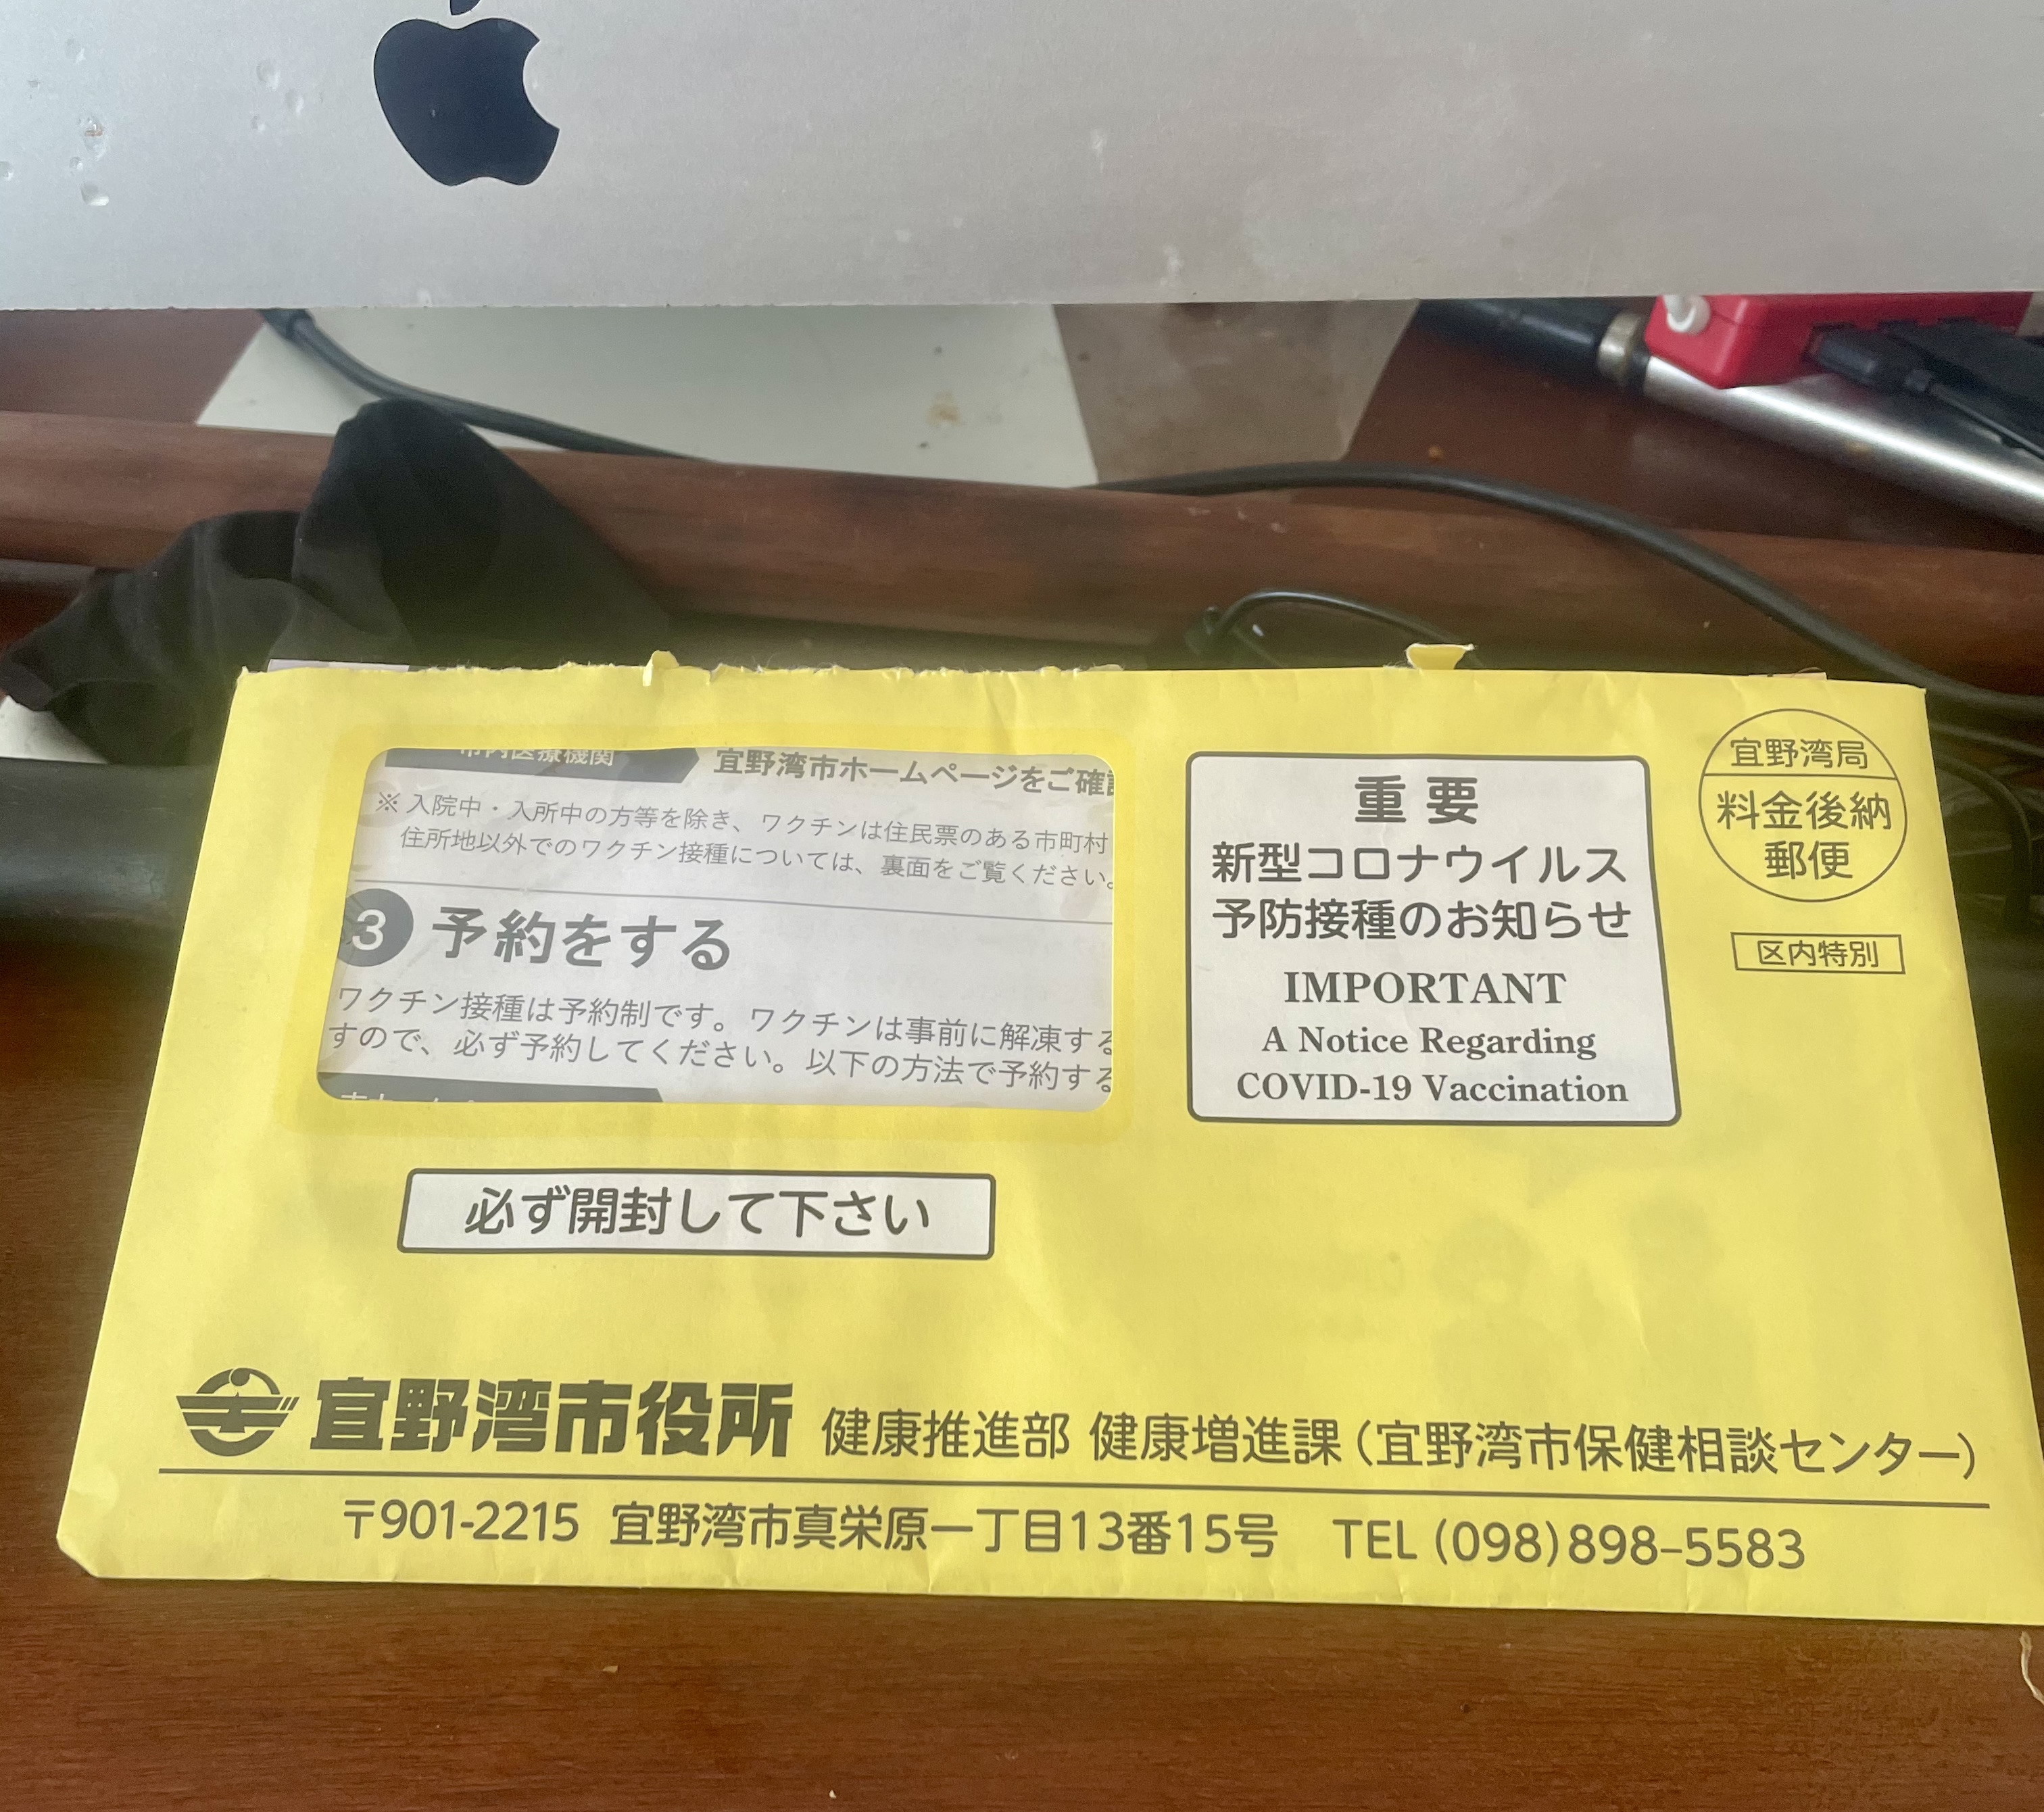 市内医療機関
宜野湾市ホームページをご確
※ 入院中・入所中の方等を除き、ワクチンは住民票のある市町村
住所地以外でのワクチン接種については、裏面をご覧ください。
3 予約をする
ワクチン接種は予約制です。ワクチンは事前に解凍する
すので、必ず予約してください。以下の方法で予約する
重要
新型コロナウイルス
予防接種のお知らせ
IMPORTANT
A Notice Regarding
COVID-19 Vaccination
宜野湾局
料金後納
郵便
区内特別
必ず開封して下さい
宜野湾市役所 健康推進部 健康増進課(宜野湾市保健相談センター)
〒901-2215 宜野湾市真栄原一丁目13番15号 TEL (098)898-5583